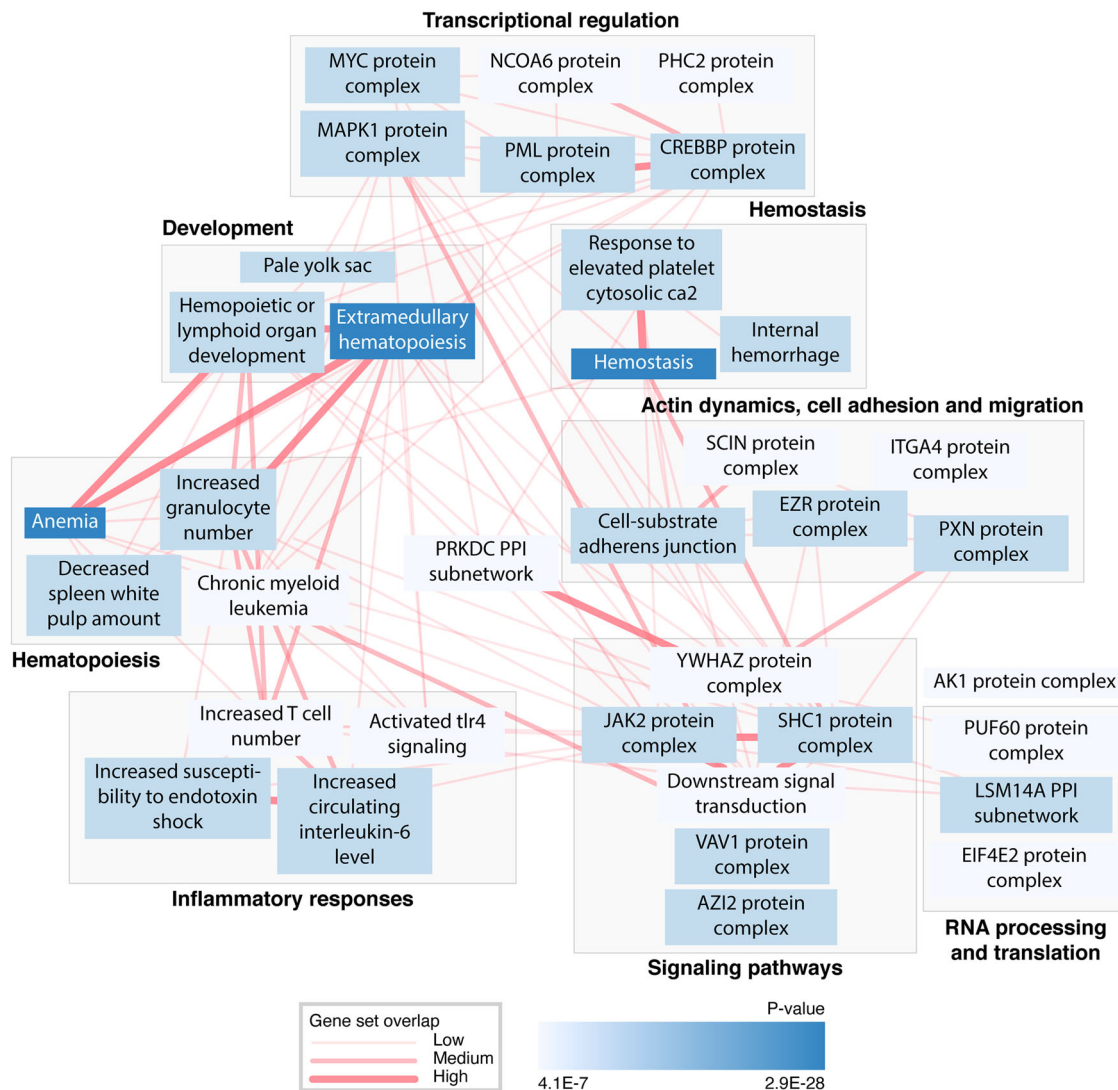 Transcriptional regulation
MYC protein
complex
NCOA6 protein
complex
PHC2 protein
complex
MAPK1 protein
complex
PML protein
complex
CREBBP protein
complex
Hemostasis
Development
Response to
elevated platelet
cytosolic ca2
Pale yolk sac
Hemopoietic or
lymphoid organ
development
Extramedullary
hematopoiesis
Internal
hemorrhage
Hemostasis
Actin dynamics, cell adhesion and migration
SCIN protein
complex
ITGA4 protein
complex
Increased
granulocyte
number
EZR protein
complex
Anemia
Cell-substrate
adherens junction
PXN protein
complex
PRKDC PPI
subnetwork
Decreased
spleen white
pulp amount
Chronic myeloid
leukemia
Hematopoiesis
YWHAZ protein
complex
AK1 protein complex
Increased T cell
number
Activated tlr4
signaling
JAK2 protein
complex
SHC1 protein
complex
PUF60 protein
complex
Increased suscepti-
bility to endotoxin
shock
Increased
circulating
interleukin-6
level
Downstream signal
transduction
LSM14A PPI
subnetwork
VAV1 protein
complex
EIF4E2 protein
complex
Inflammatory responses
AZI2 protein
complex
RNA processing
and translation
Signaling pathways
Gene set overlap
Low
Medium
High
P-value
4.1E-7
2.9E-28